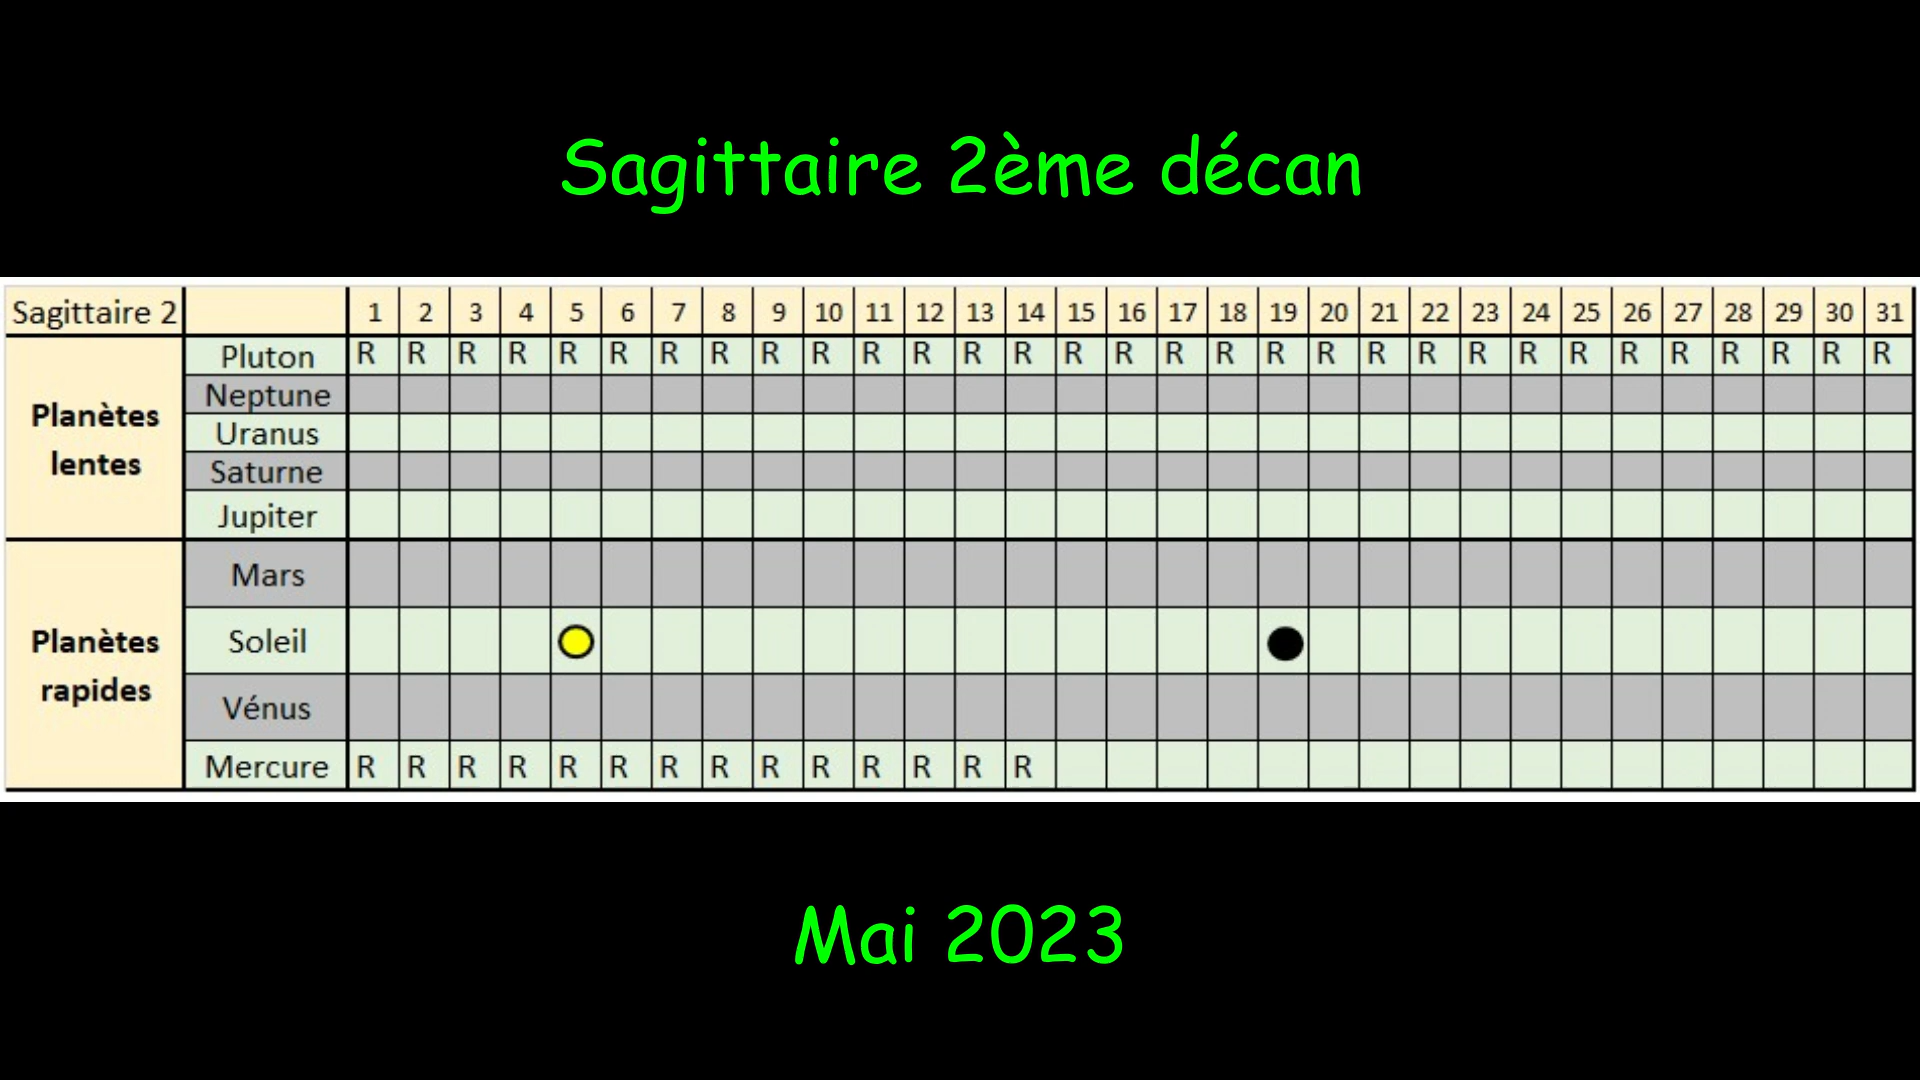 Sagittaire 2ème décan
Sagittaire 2 1 2 3 4 5 6 7 8 9 10 11 12 13 14 15 16 17 18 19 20 21 22 23 24 25 26 27 28 29 30 31
Planètes lentes
Pluton R R R R R R R R R R R R R R R R R R R R R R R R R R R R R R R
Neptune
Uranus
Saturne
Jupiter
Planètes rapides
Mars
Soleil
Vénus
Mercure R R R R R R R R R R R R R R
Mai 2023